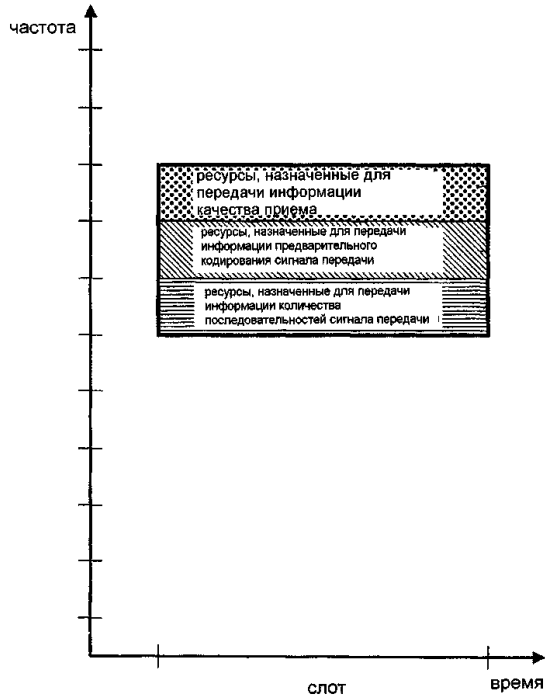 частота
ресурсы, назначенные для
передачи информации
качества приема
ресурсы, назначенные для передачи
информации предварительного
кодирования сигнала передачи
ресурсы, назначенные для передачи
информации количества
последовательностей сигнала передачи
слот
время